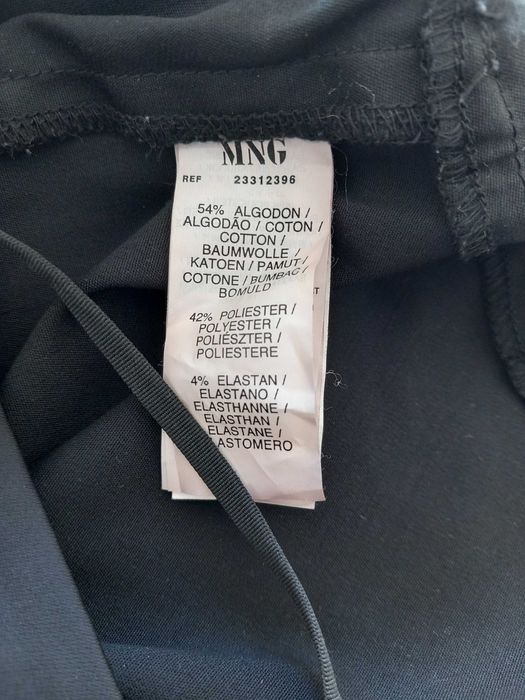 MNG
REF 23312396
54% ALGODON /
ALGODÃO / COTON /
COTTON /
BAUMWOLLE /
KATOEN / PAMUT /
COTONE / BUMBAC /
BOMULD
42% POLIESTER /
POLYESTER /
POLIÉSZTER /
POLIESTERE
4% ELASTAN /
ELASTANO /
ELASTHANNE /
ELASTHAN /
ELASTANE /
ELASTOMERO